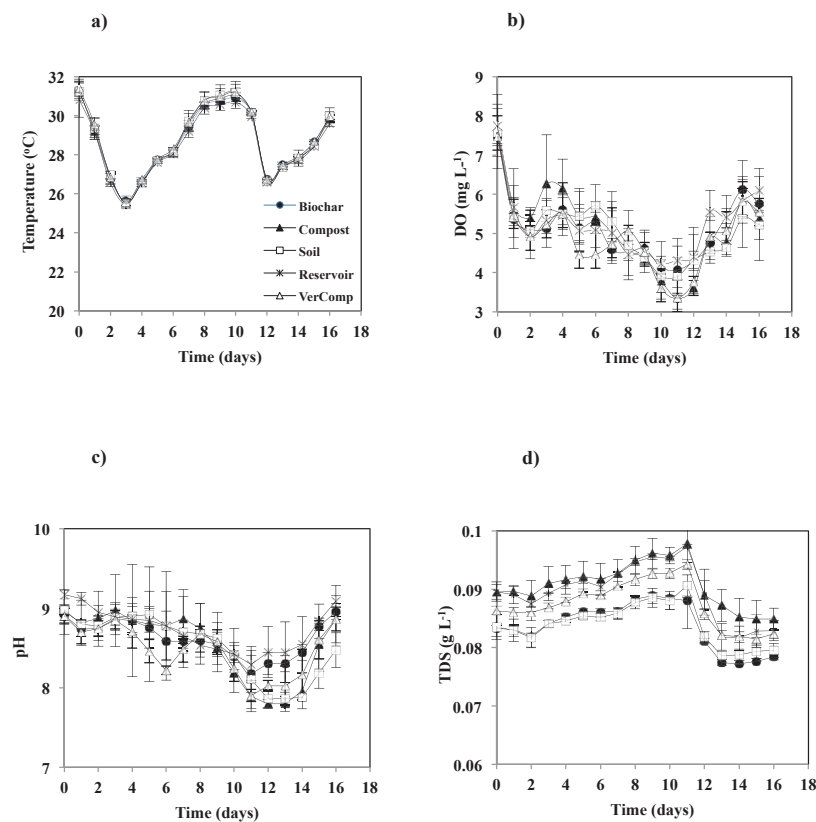 a)
b)
32
30
28
26
24
22
20
Temperature (°C)
Biochar
Compost
Soil
Reservoir
VerComp
0 2 4 6 8 10 12 14 16 18
Time (days)
9
8
7
6
5
4
3
DO (mg L-1)
0 2 4 6 8 10 12 14 16 18
Time (days)
c)
d)
10
9
8
7
pH
0 2 4 6 8 10 12 14 16 18
Time (days)
0.1
0.09
0.08
0.07
0.06
TDS (g L-1)
0 2 4 6 8 10 12 14 16 18
Time (days)